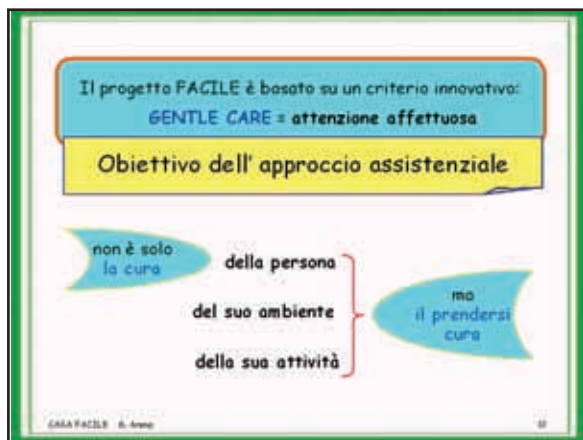 Il progetto FACILE è basato su un criterio innovativo:
GENTLE CARE = attenzione affettuosa
Obiettivo dell' approccio assistenziale
non è solo
la cura
della persona
del suo ambiente
della sua attività
ma
il prendersi
cura
CASA FACILE